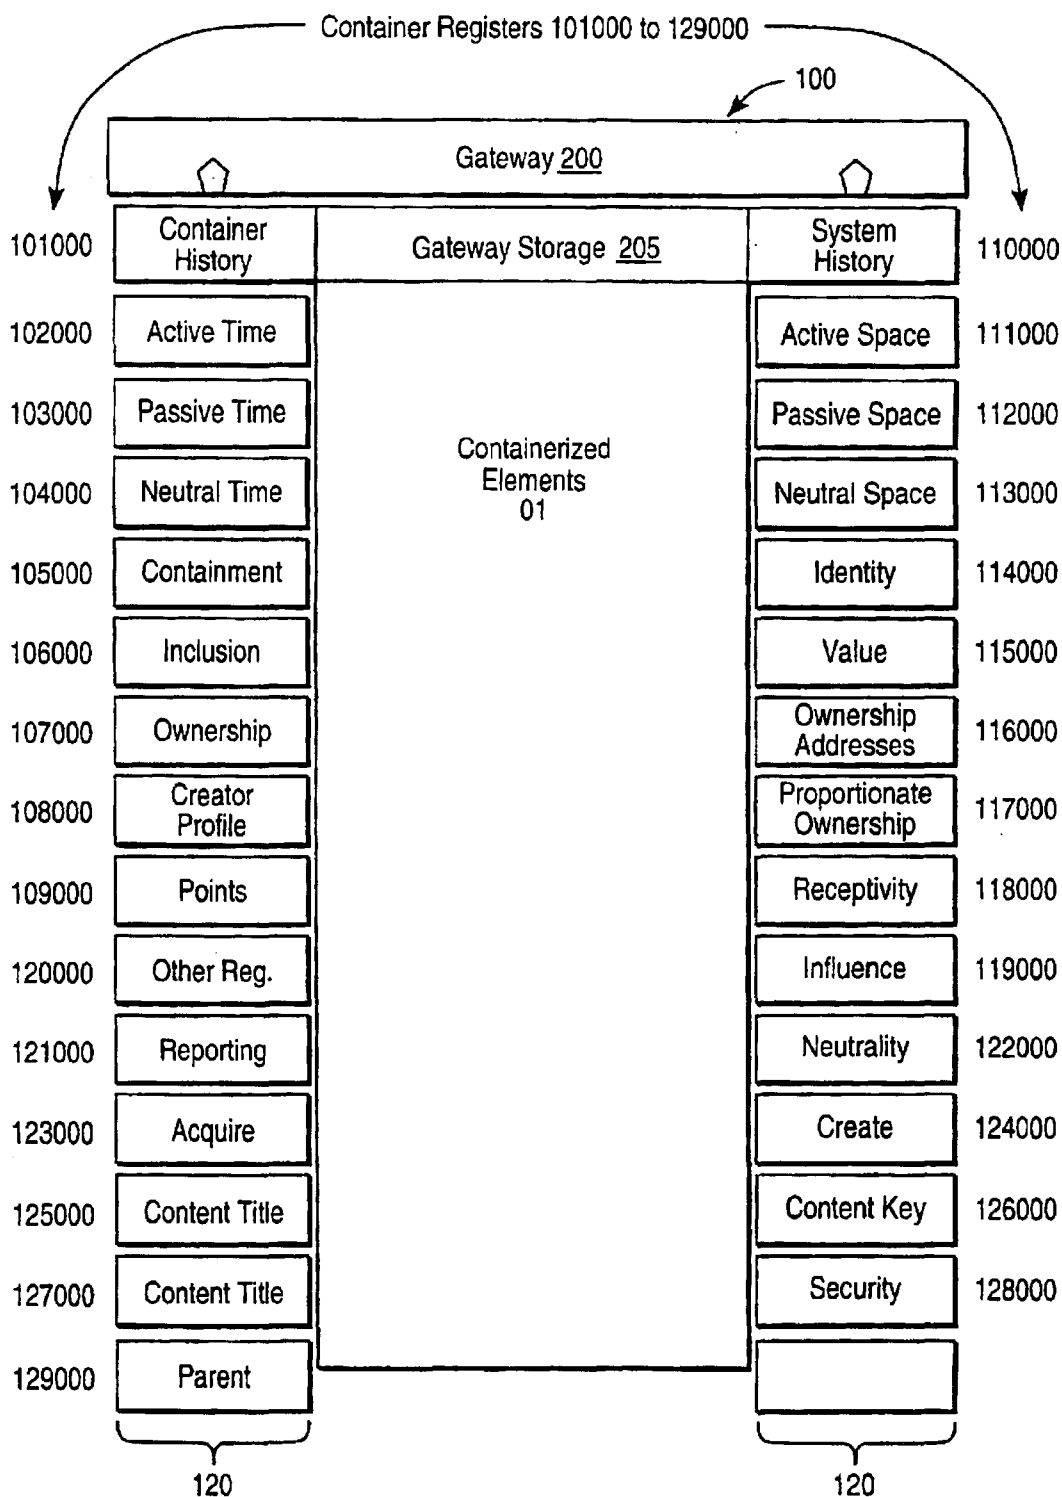 Container Registers 101000 to 129000
100
Gateway 200
101000
Container
History
Gateway Storage 205
System
History
110000
102000
Active Time
Active Space
111000
103000
Passive Time
Passive Space
112000
Containerized
Elements
01
104000
Neutral Time
Neutral Space
113000
105000
Containment
Identity
114000
106000
Inclusion
Value
115000
107000
Ownership
Ownership
Addresses
116000
108000
Creator
Profile
Proportionate
Ownership
117000
109000
Points
Receptivity
118000
120000
Other Reg.
Influence
119000
121000
Reporting
Neutrality
122000
123000
Acquire
Create
124000
125000
Content Title
Content Key
126000
127000
Content Title
Security
128000
129000
Parent
120
120